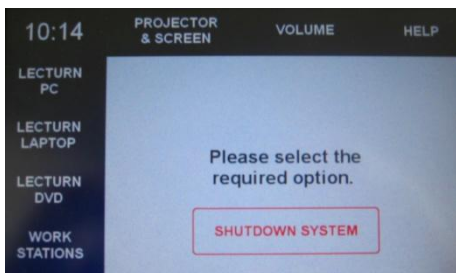 10:14
PROJECTOR
& SCREEN
VOLUME
HELP
LECTURN
PC
LECTURN
LAPTOP
LECTURN
DVD
WORK
STATIONS
Please select the
required option.
SHUTDOWN SYSTEM